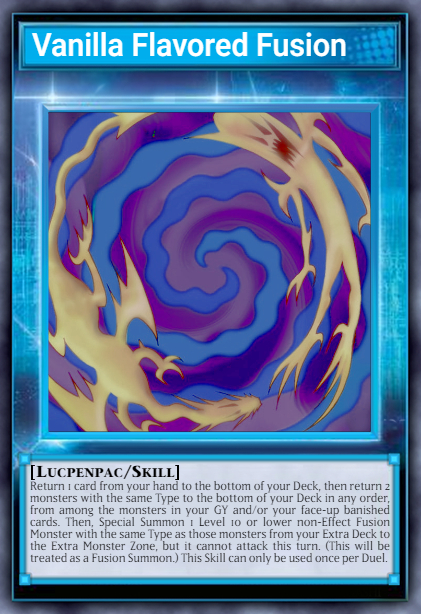 Vanilla Flavored Fusion
[Lucpenpac/Skill]
Return 1 card from your hand to the bottom of your Deck, then return 2
monsters with the same Type to the bottom of your Deck in any order,
from among the monsters in your GY and/or your face-up banished
cards. Then, Special Summon 1 Level 10 or lower non-Effect Fusion
Monster with the same Type as those monsters from your Extra Deck to
the Extra Monster Zone, but it cannot attack this turn. (This will be
treated as a Fusion Summon.) This Skill can only be used once per Duel.